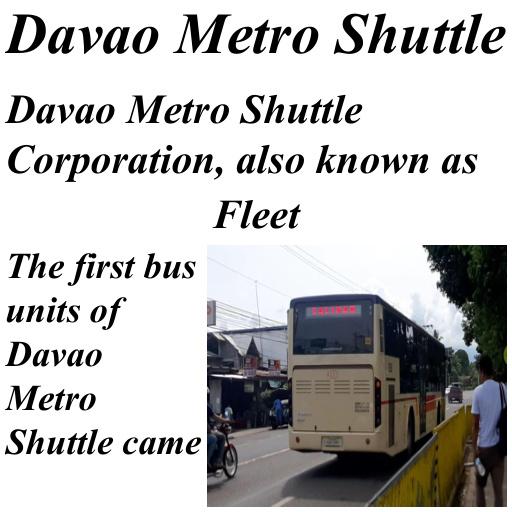 Davao Metro Shuttle
Davao Metro Shuttle
Corporation, also known as
Fleet
The first bus
units of
Davao
Metro
Shuttle came